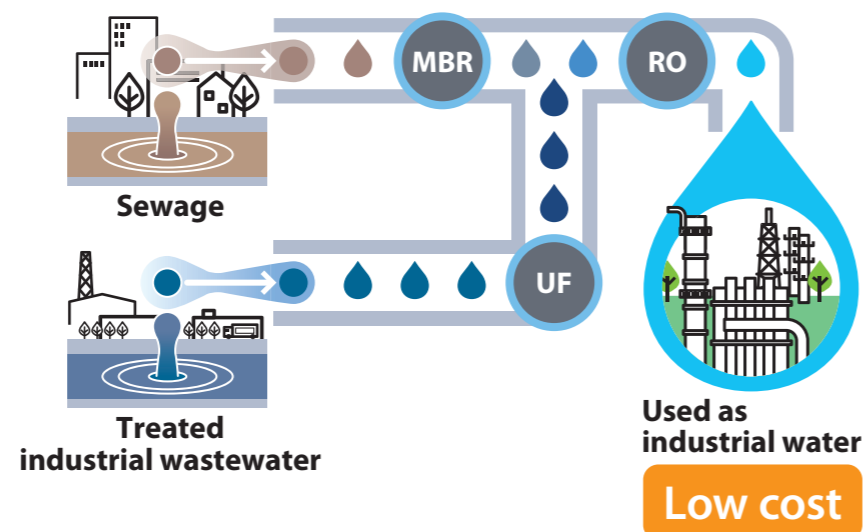 MBR
RO
Sewage
UF
Treated
industrial wastewater
Used as
industrial water
Low cost